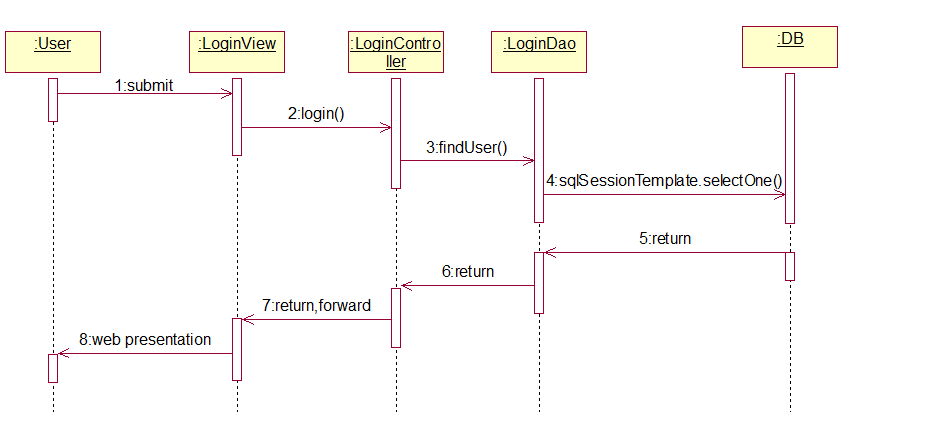 :User
:LoginView
:LoginContro
ller
:LoginDao
:DB
1:submit
2:login()
3:findUser()
4:sqlSessionTemplate.selectOne()
5:return
6:return
7:return,forward
8:web presentation